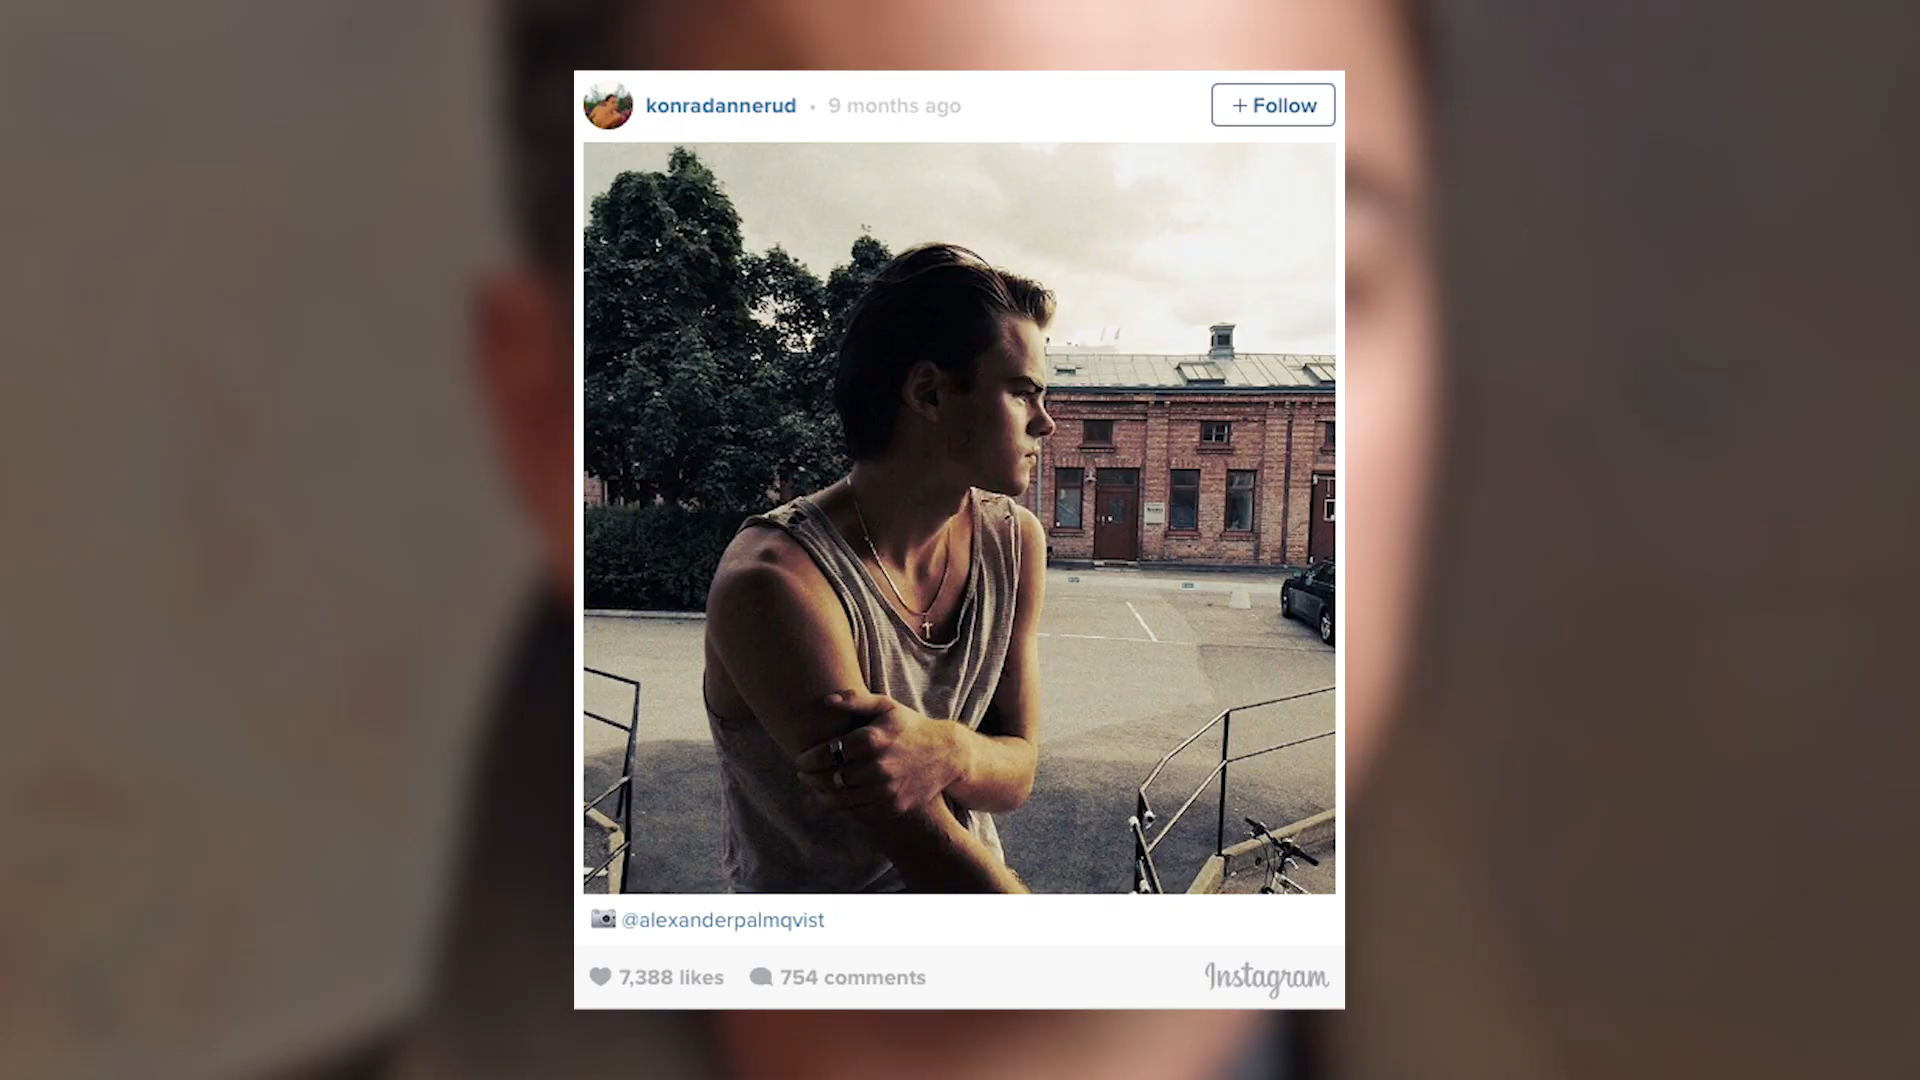 konradannerud • 9 months ago
+ Follow
@alexanderpalmqvist
7,388 likes 754 comments
Instagram